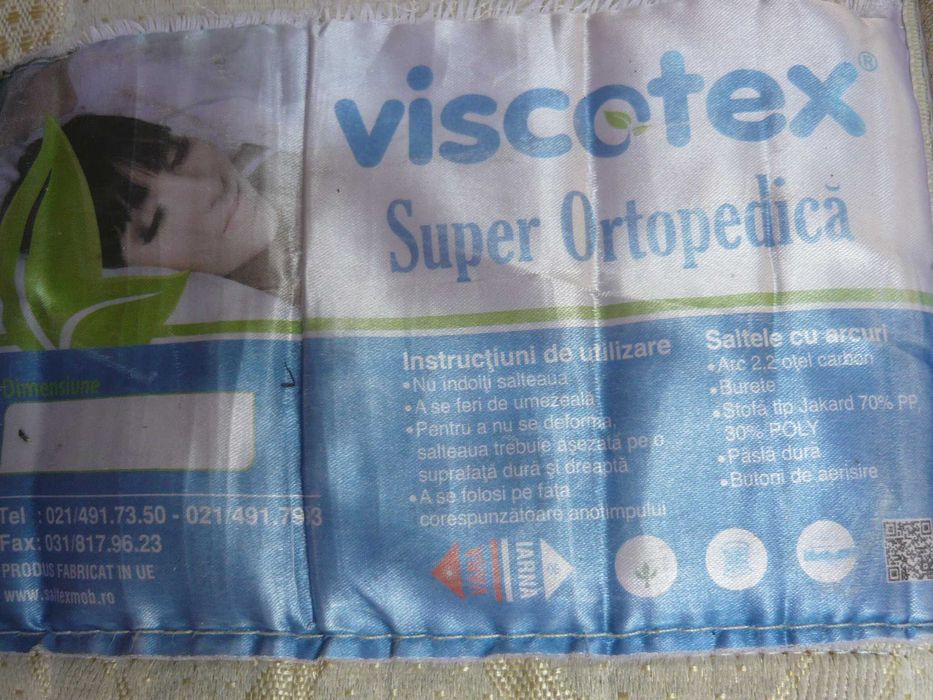 viscotex®
Super Ortopedică
Dimensiune
Instrucţiuni de utilizare
•Nu indoiţi salteaua
•A se feri de umezeală
•Pentru a nu se deforma,
salteaua trebuie aşezată pe o
suprafaţă dură şi dreaptă
•A se folosi pe faţa
corespunzătoare anotimpului
Saltele cu arcuri
•Arc 2.2 oţel carbon
•Burete
•Stofă tip Jakard 70% PP,
30% POLY
•Pâslă dura
•Butoni de aerisire
Tel : 021/491.73.50 - 021/491.79
Fax: 031/817.96.23
PRODUS FABRICAT IN UE
www.saltexmob.ro
VARA
IARNA